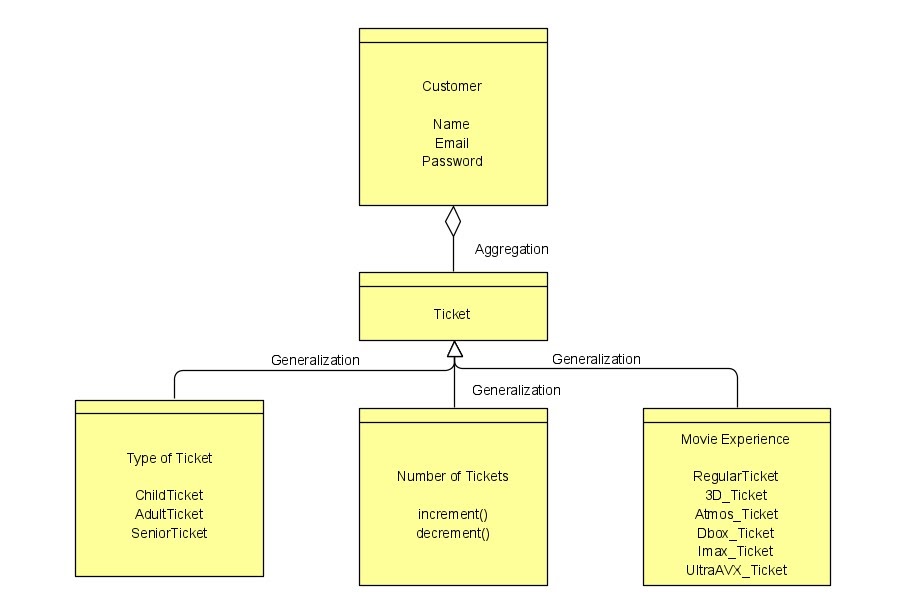 Customer
Name
Email
Password
Aggregation
Ticket
Generalization
Generalization
Generalization
Type of Ticket
ChildTicket
AdultTicket
SeniorTicket
Number of Tickets
increment()
decrement()
Movie Experience
RegularTicket
3D_Ticket
Atmos_Ticket
Dbox_Ticket
Imax_Ticket
UltraAVX_Ticket